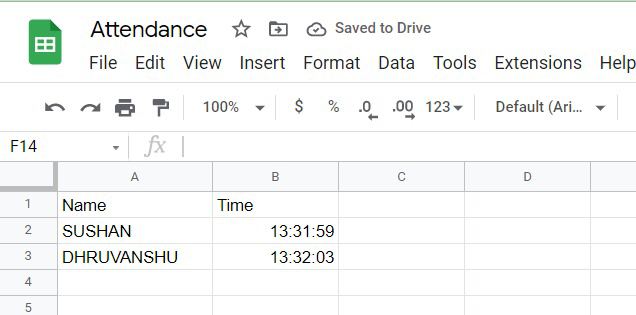 Attendance Saved to Drive
File Edit View Insert Format Data Tools Extensions Help
100% $ % .0 .00 123 Default (Ari...
F14 fx
A B C D
1 Name Time
2 SUSHAN 13:31:59
3 DHRUVANSHU 13:32:03
4
5